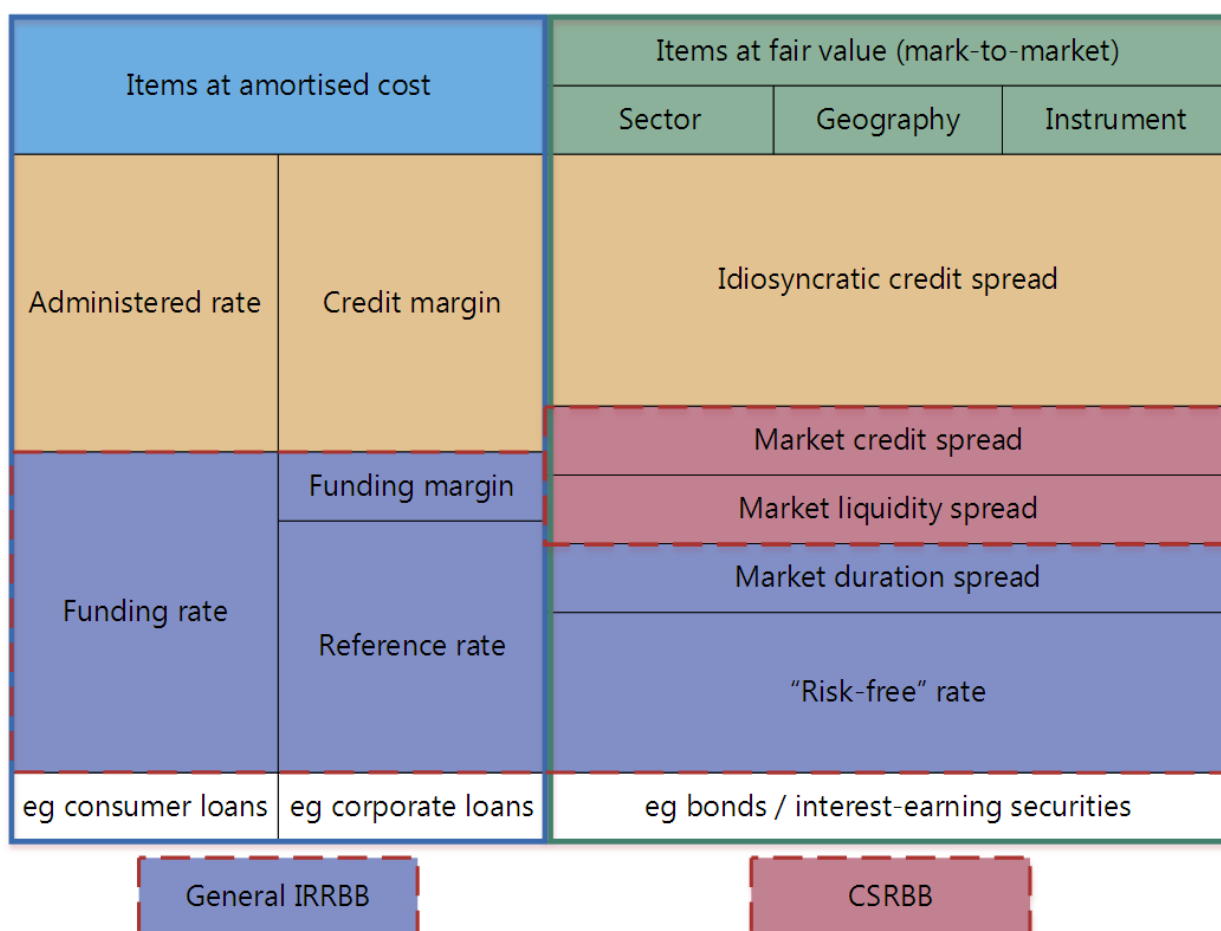 Items at amortised cost
Items at fair value (mark-to-market)
Sector
Geography
Instrument
Administered rate
Credit margin
Idiosyncratic credit spread
Market credit spread
Funding margin
Market liquidity spread
Market duration spread
Funding rate
Reference rate
“Risk-free” rate
eg consumer loans
eg corporate loans
eg bonds / interest-earning securities
General IRRBB
CSRBB